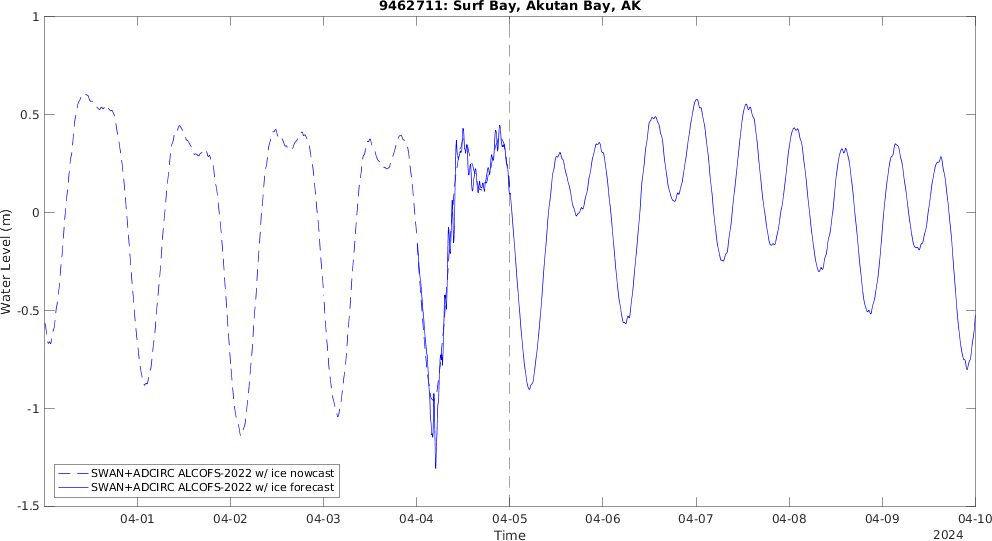 9462711: Surf Bay, Akutan Bay, AK
1
0.5
0
-0.5
-1
-1.5
Water Level (m)
SWAN+ADCIRC ALCOFS-2022 w/ ice nowcast
SWAN+ADCIRC ALCOFS-2022 w/ ice forecast
04-01 04-02 04-03 04-04 04-05 04-06 04-07 04-08 04-09 04-10
Time
2024